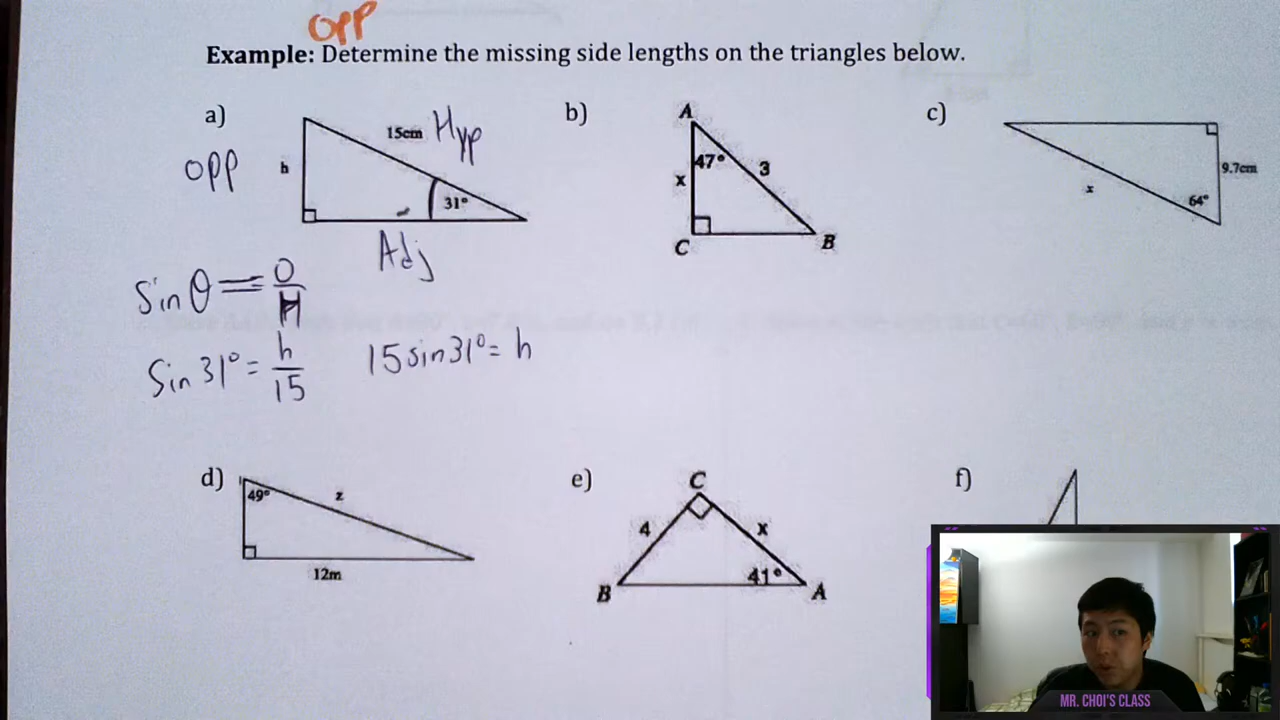 OPP
Example: Determine the missing side lengths on the triangles below.
a)
15cm
Hyp
opp
h
31°
Adj
sin θ = O/H
sin 31° = h/15
15 sin 31° = h
b)
A
47°
3
x
C
B
c)
9.7cm
x
64°
d)
49°
z
12m
e)
C
4
x
41°
B
A
f)
MR. CHOI'S CLASS